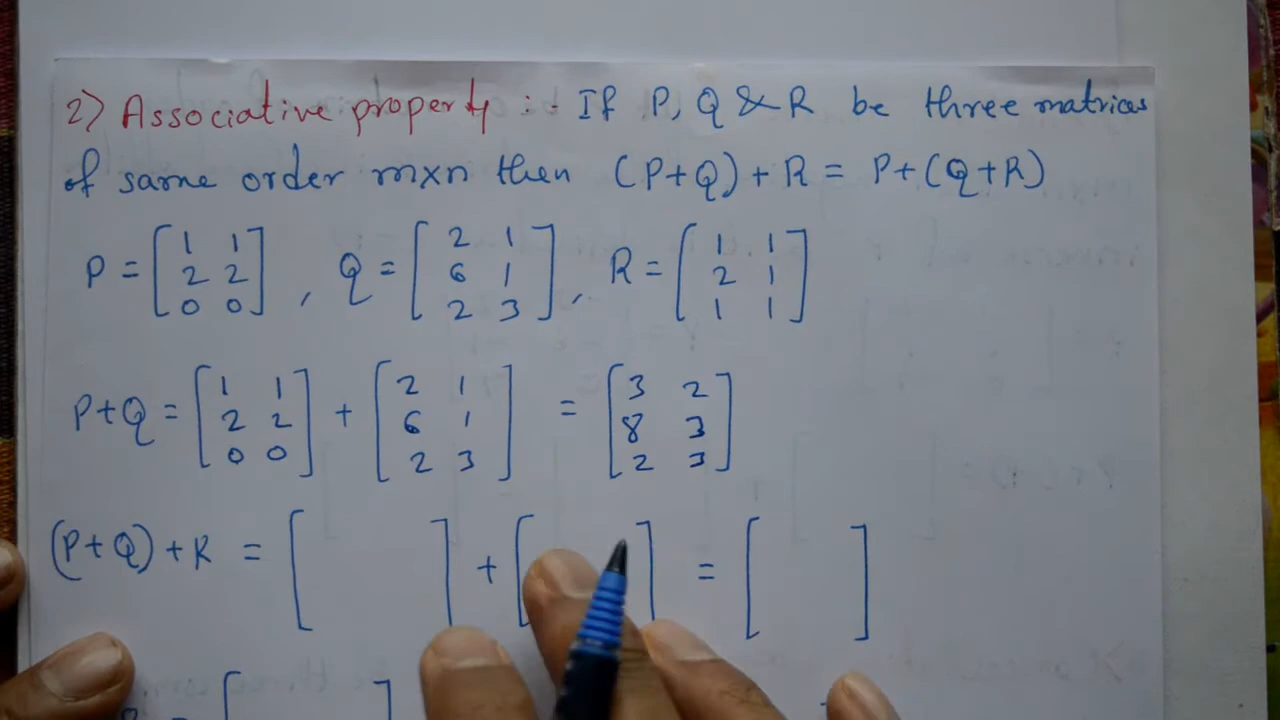 2) Associative property :- If P, Q & R be three matrices
of same order mxn then (P+Q) + R = P+(Q+R)
P = [1 1 2 2 0 0], Q = [2 1 6 1 2 3], R = [1 1 2 1 1 1]
P+Q = [1 1 2 2 0 0] + [2 1 6 1 2 3] = [3 2 8 3 2 3]
(P+Q) + R = [ ] + [ ] = [ ]